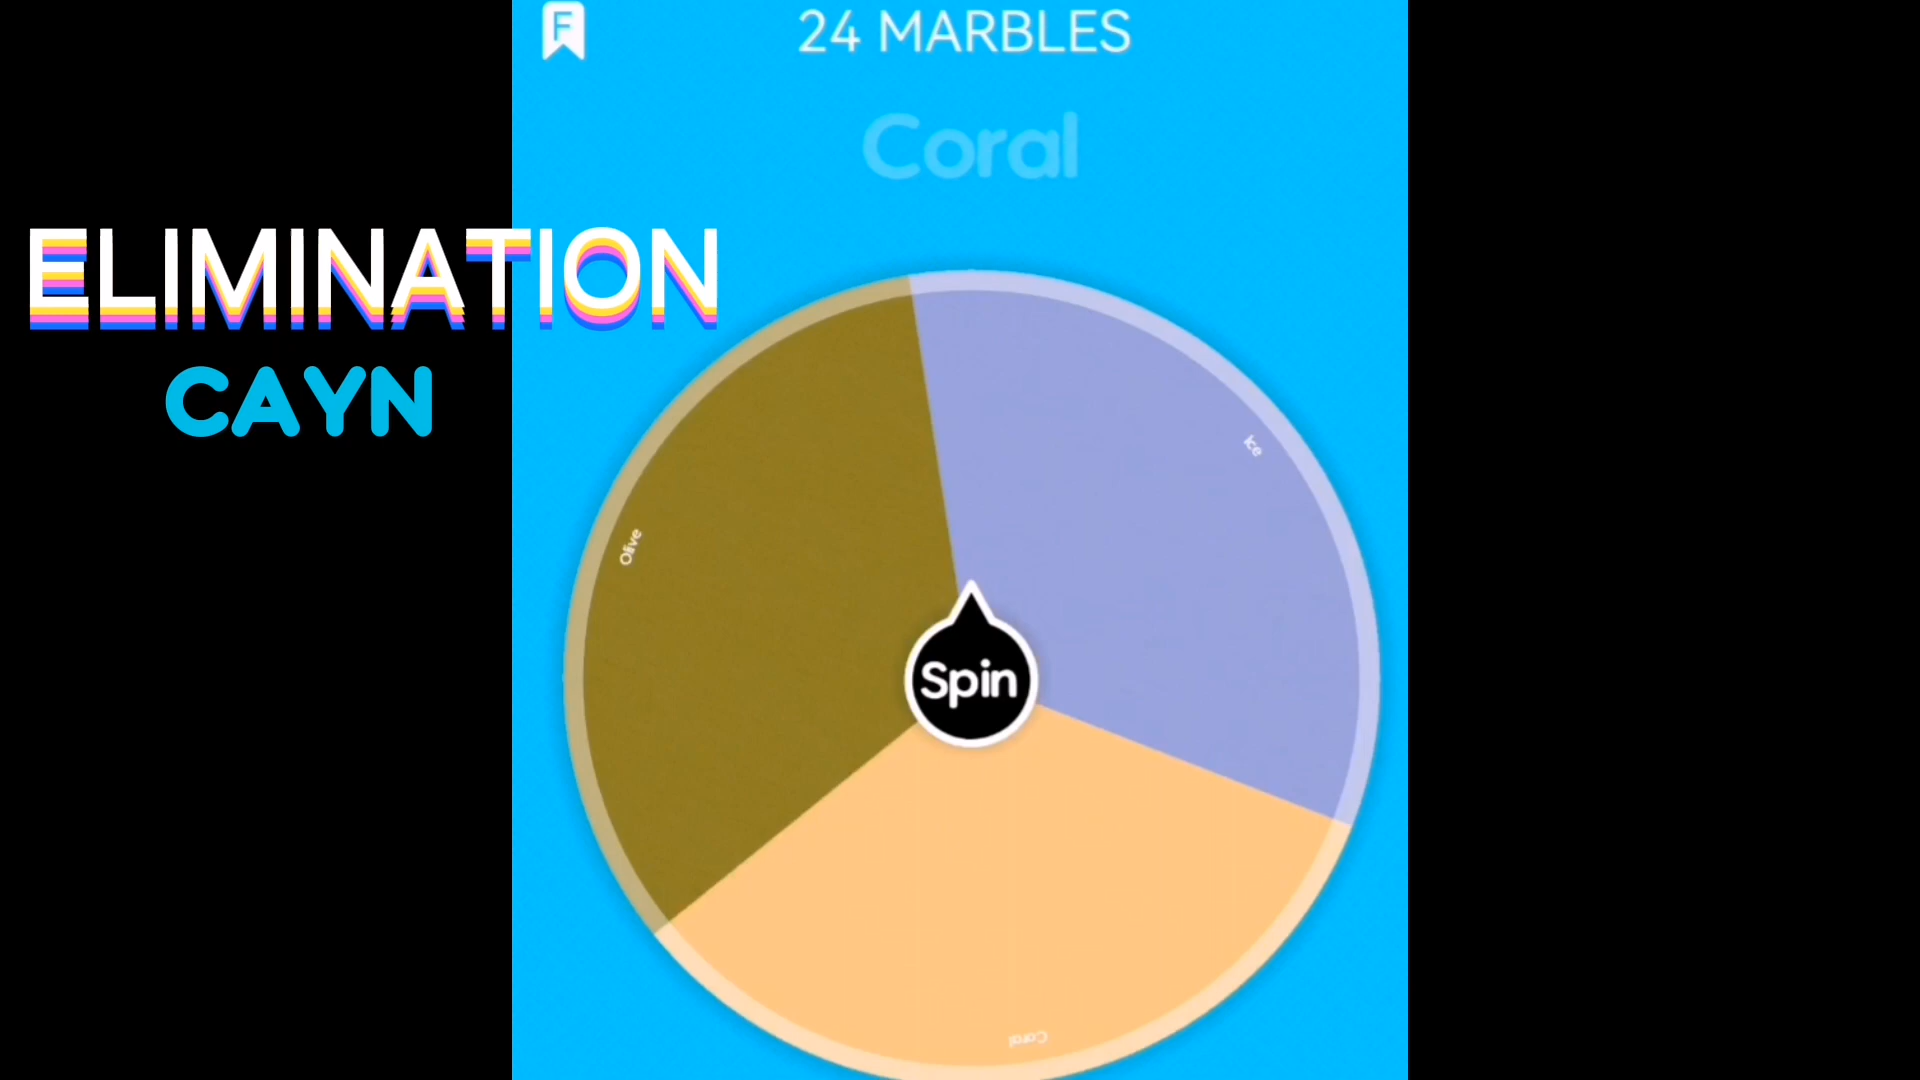 F
24 MARBLES
Coral
ELIMINATION
CAYN
Ice
Olive
Spin
Coral